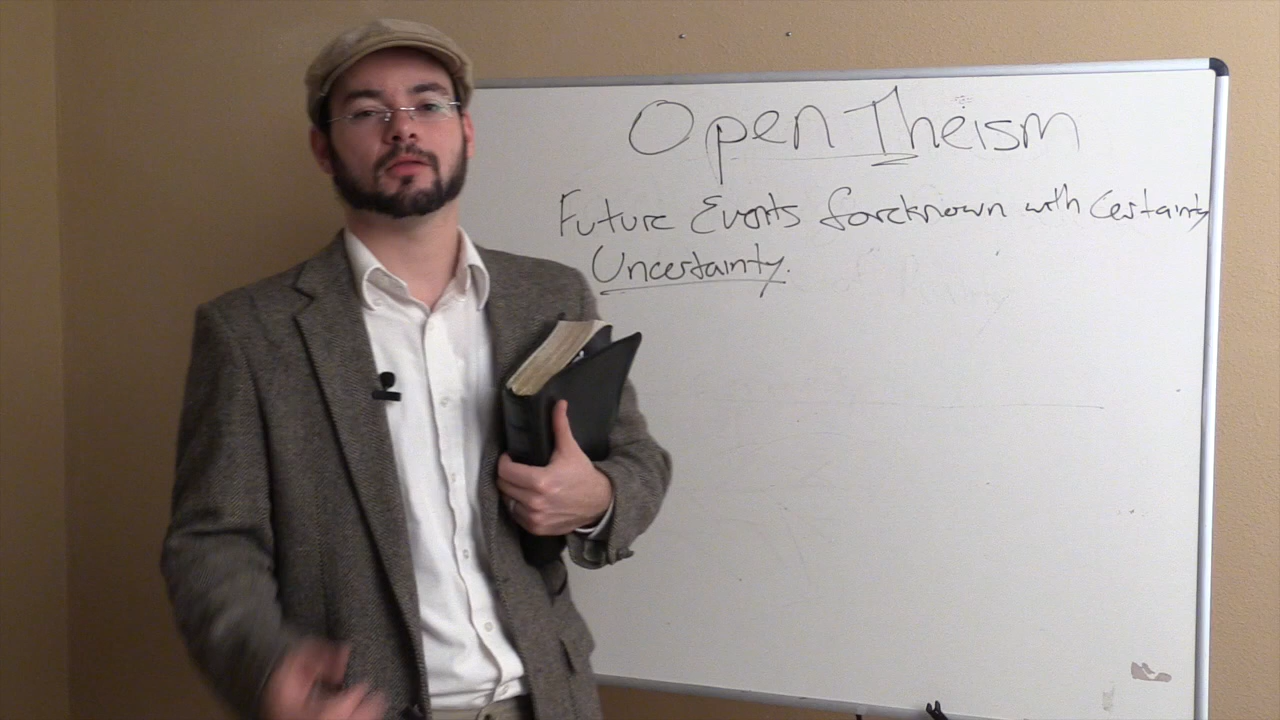 Open Theism
Future Events foreknown with Certainty
Uncertainty.